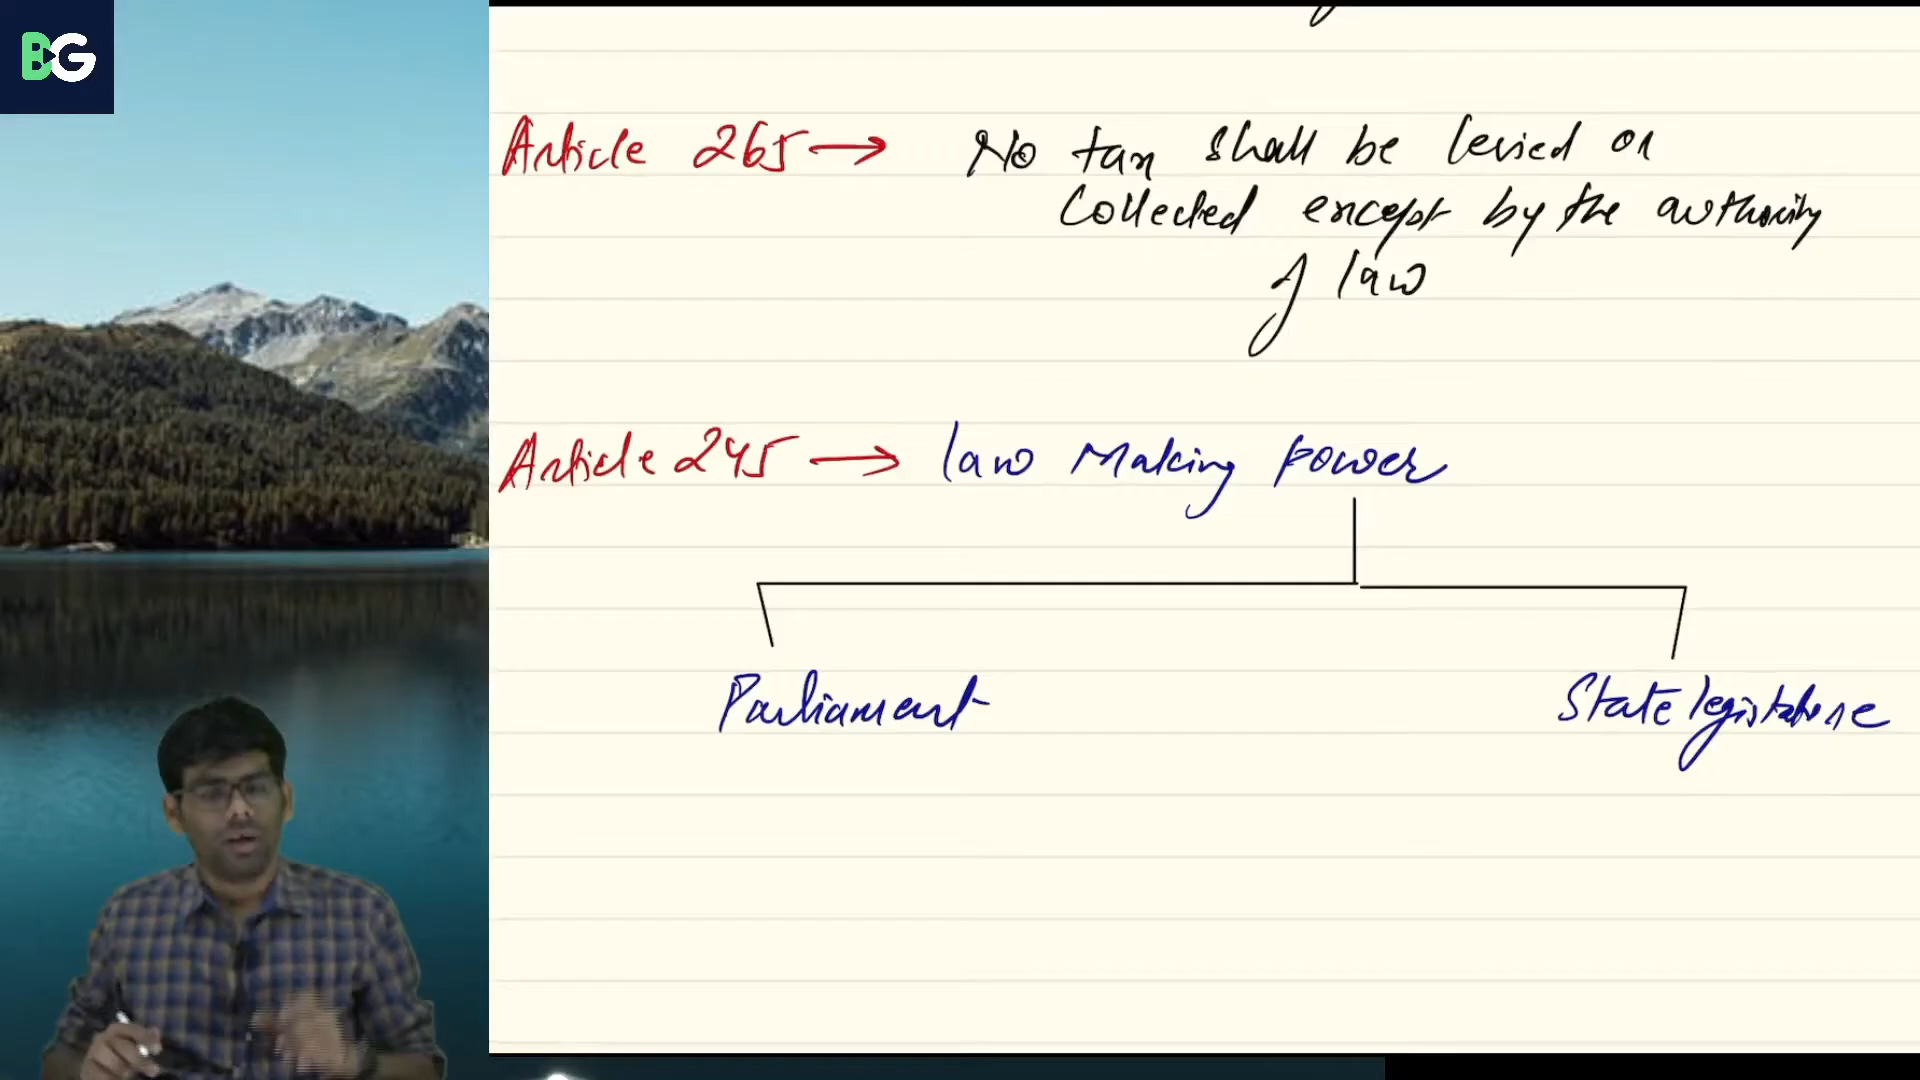 BG
Article 265 → No tax shall be levied or
collected except by the authority
of law
Article 245 → law Making power
Parliament
State legislature